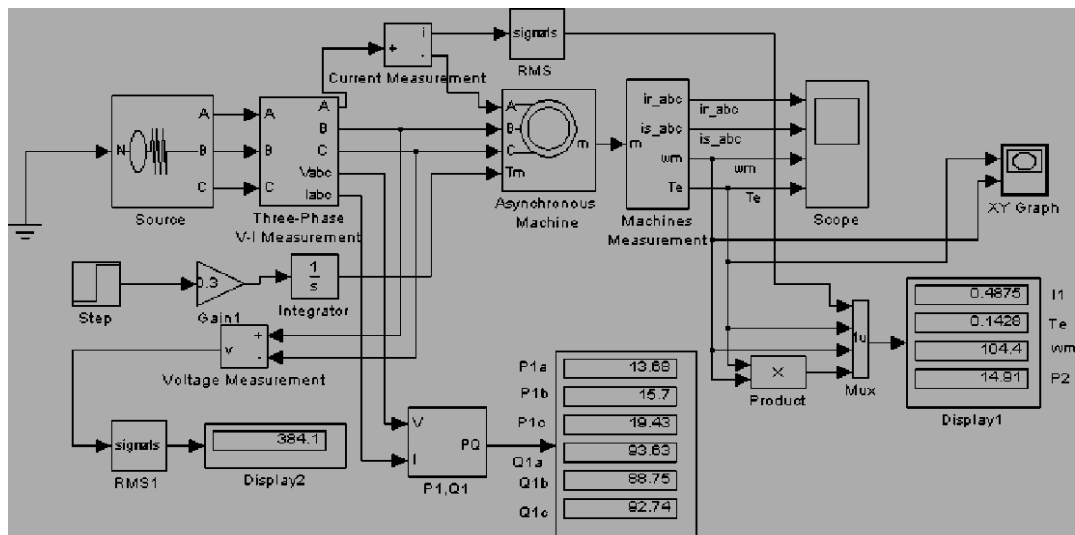 i
signals
+
-
RMS
Current Measurement
A
B
C
N
A
B
C
A
B
C
Vabc
Iabc
A
B
C
Tm
m
m
ir_abc
is_abc
wm
Te
ir_abc
is_abc
wm
Te
Source
Three-Phase
V-I Measurement
Asynchronous
Machine
Machines
Measurement
Scope
XY Graph
Step
0.3
Gain1
1
s
Integrator
+
-
v
Voltage Measurement
signals
RMS1
384.1
Display2
V
I
PQ
P1,Q1
P1a 13.68
P1b 15.7
P1c 19.43
Q1a 93.63
Q1b 88.75
Q1c 92.74
×
Product
Mux
0.4875 I1
0.1428 Te
104.4 wm
14.91 P2
Display1